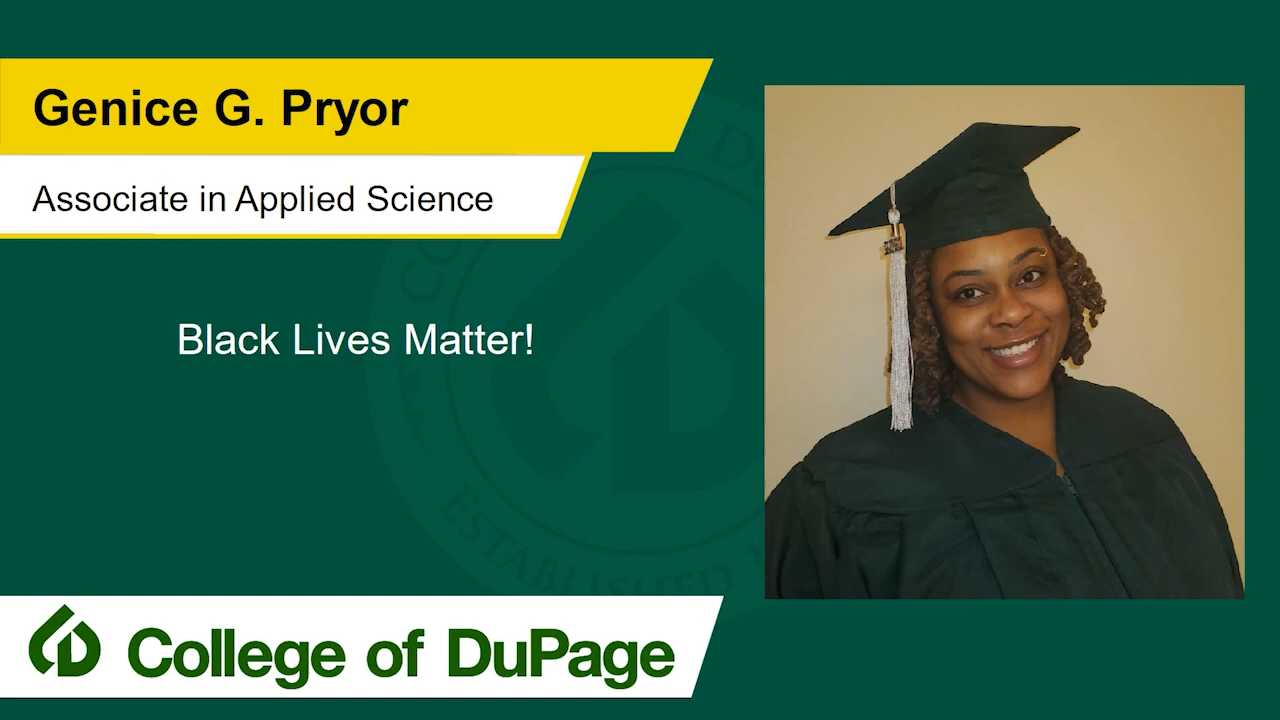 Genice G. Pryor
Associate in Applied Science
Black Lives Matter!
College of DuPage